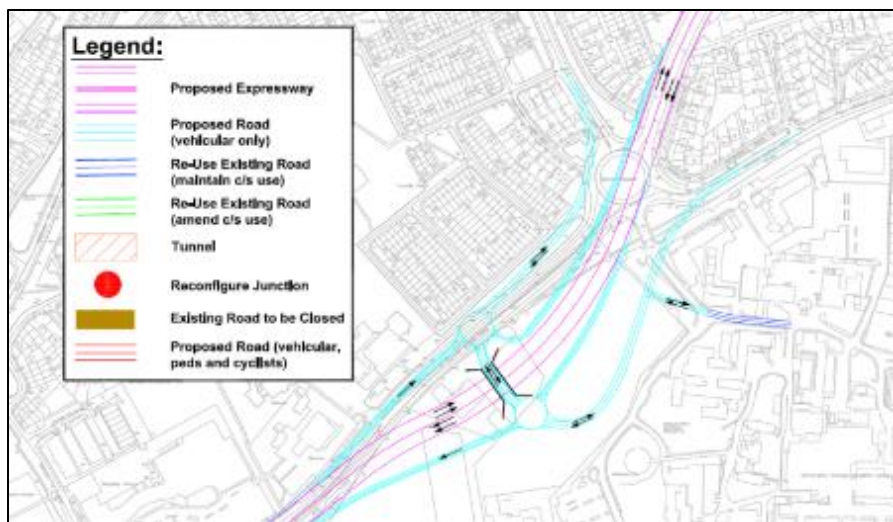 Legend:
Proposed Expressway
Proposed Road
(vehicular only)
Re-Use Existing Road
(maintain c/s use)
Re-Use Existing Road
(amend c/s use)
Tunnel
Reconfigure Junction
Existing Road to be Closed
Proposed Road (vehicular,
peds and cyclists)